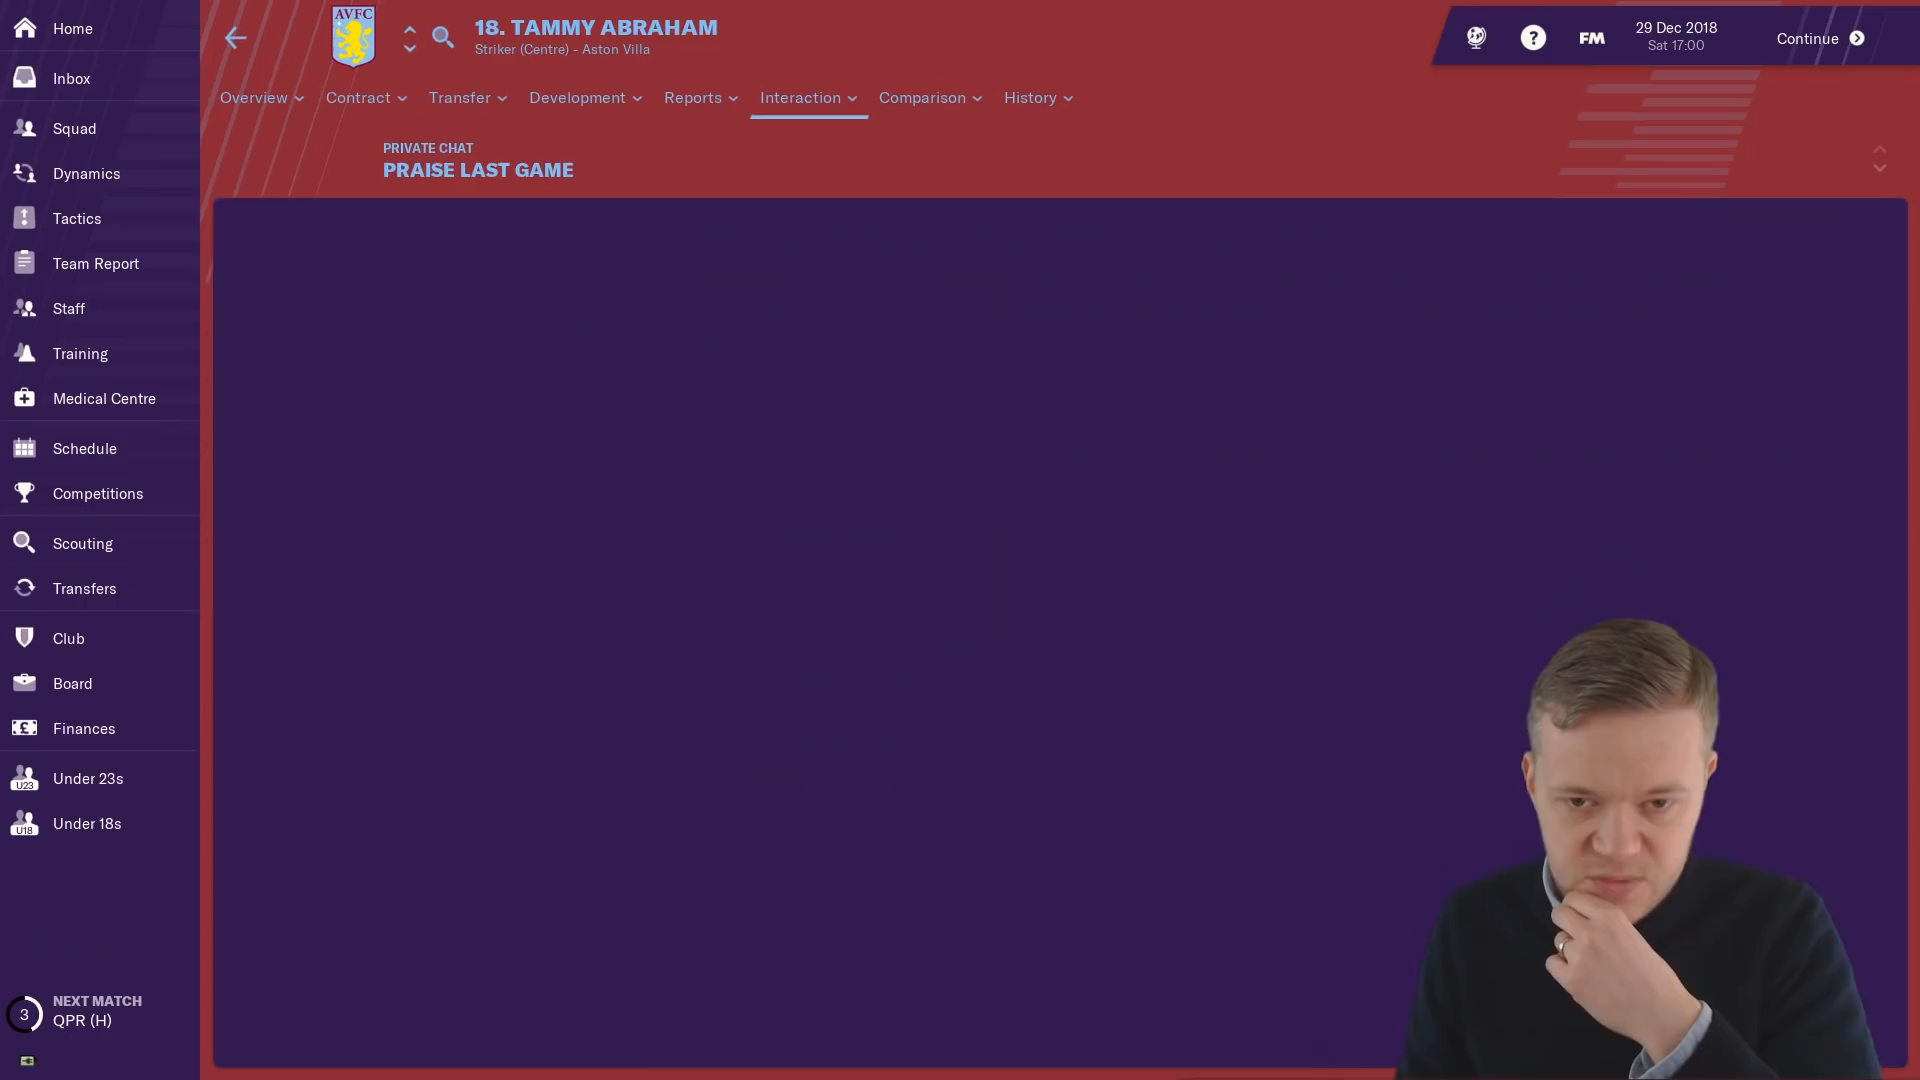 Home
Inbox
Squad
Dynamics
Tactics
Team Report
Staff
Training
Medical Centre
Schedule
Competitions
Scouting
Transfers
Club
Board
Finances
U23
Under 23s
U18
Under 18s
3
NEXT MATCH
QPR (H)
AVFC
18. TAMMY ABRAHAM
Striker (Centre) - Aston Villa
?
FM
29 Dec 2018
Sat 17:00
Continue
Overview
Contract
Transfer
Development
Reports
Interaction
Comparison
History
PRIVATE CHAT
PRAISE LAST GAME